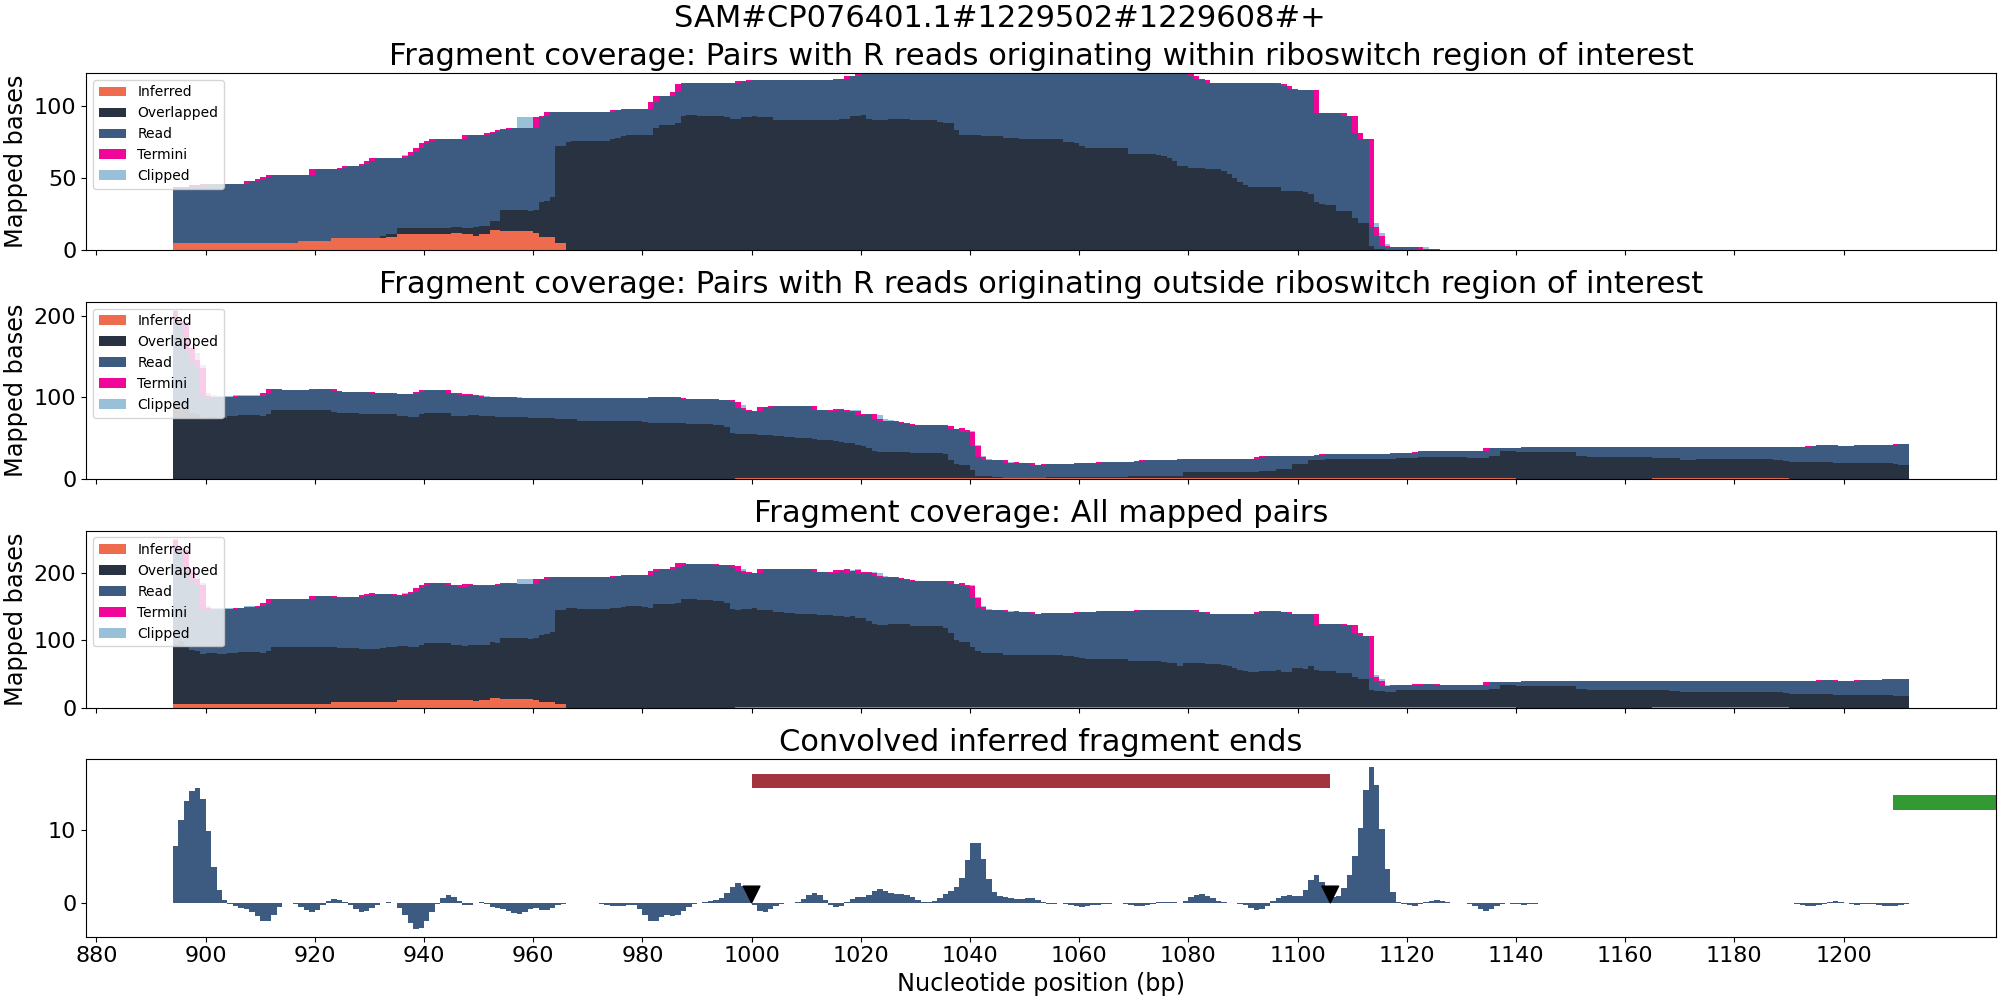 SAM#CP076401.1#1229502#1229608#+
Fragment coverage: Pairs with R reads originating within riboswitch region of interest
Mapped bases
100
50
0
Inferred
Overlapped
Read
Termini
Clipped
Fragment coverage: Pairs with R reads originating outside riboswitch region of interest
Mapped bases
200
100
0
Inferred
Overlapped
Read
Termini
Clipped
Fragment coverage: All mapped pairs
Mapped bases
200
100
0
Inferred
Overlapped
Read
Termini
Clipped
Convolved inferred fragment ends
10
0
880 900 920 940 960 980 1000 1020 1040 1060 1080 1100 1120 1140 1160 1180 1200
Nucleotide position (bp)